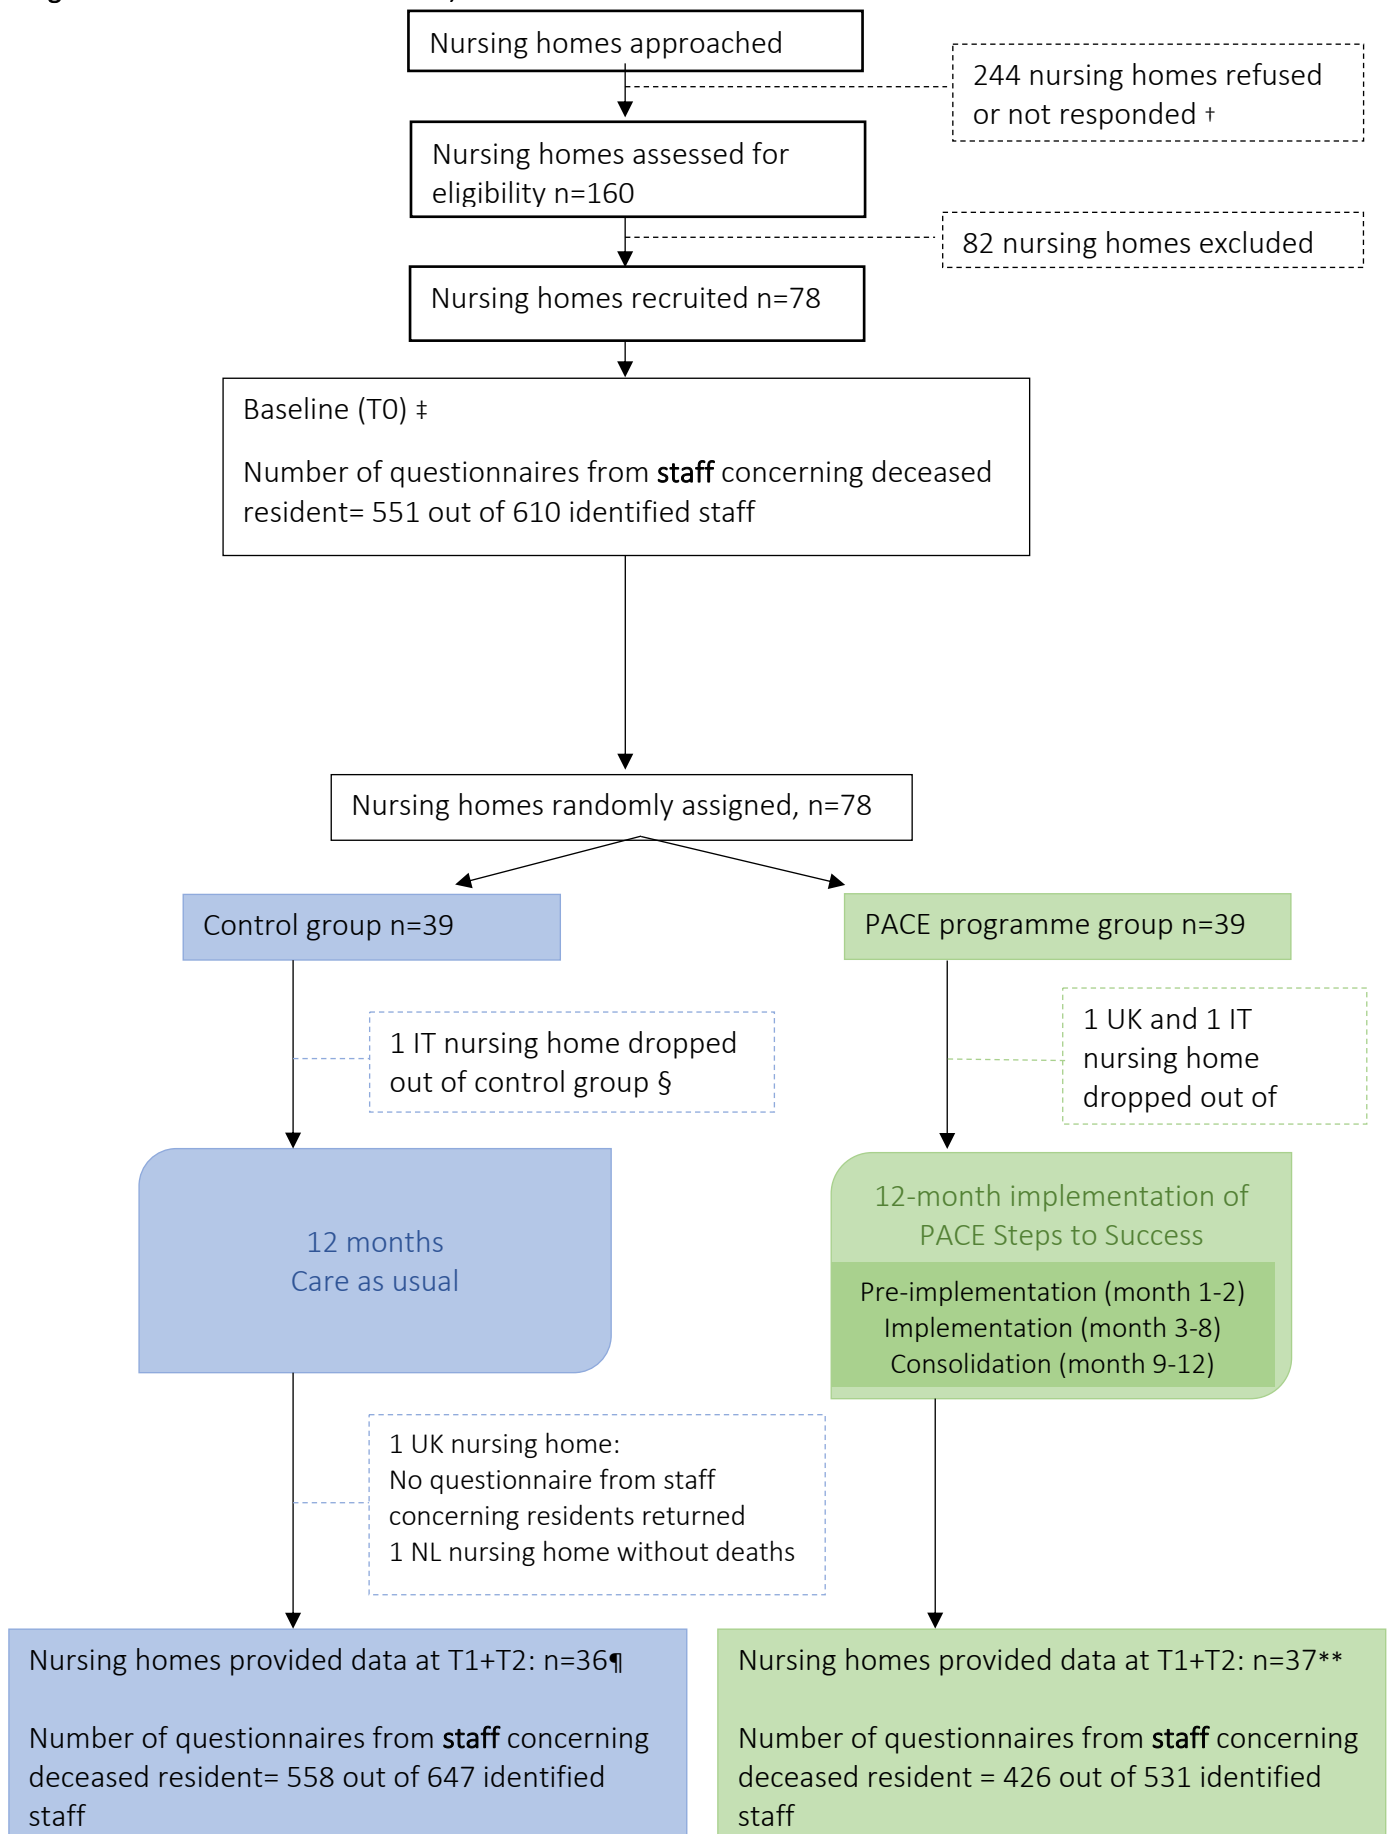 Nursing homes approached
244 nursing homes refused
or not responded †
Nursing homes assessed for
eligibility n=160
82 nursing homes excluded
Nursing homes recruited n=78
Baseline (T0) ‡
Number of questionnaires from staff concerning deceased
resident= 551 out of 610 identified staff
Nursing homes randomly assigned, n=78
Control group n=39
PACE programme group n=39
1 IT nursing home dropped
out of control group §
1 UK and 1 IT
nursing home
dropped out of
12 months
Care as usual
12-month implementation of
PACE Steps to Success
Pre-implementation (month 1-2)
Implementation (month 3-8)
Consolidation (month 9-12)
1 UK nursing home:
No questionnaire from staff
concerning residents returned
1 NL nursing home without deaths
Nursing homes provided data at T1+T2: n=36¶
Number of questionnaires from staff concerning
deceased resident= 558 out of 647 identified
staff
Nursing homes provided data at T1+T2: n=37**
Number of questionnaires from staff concerning
deceased resident = 426 out of 531 identified
staff